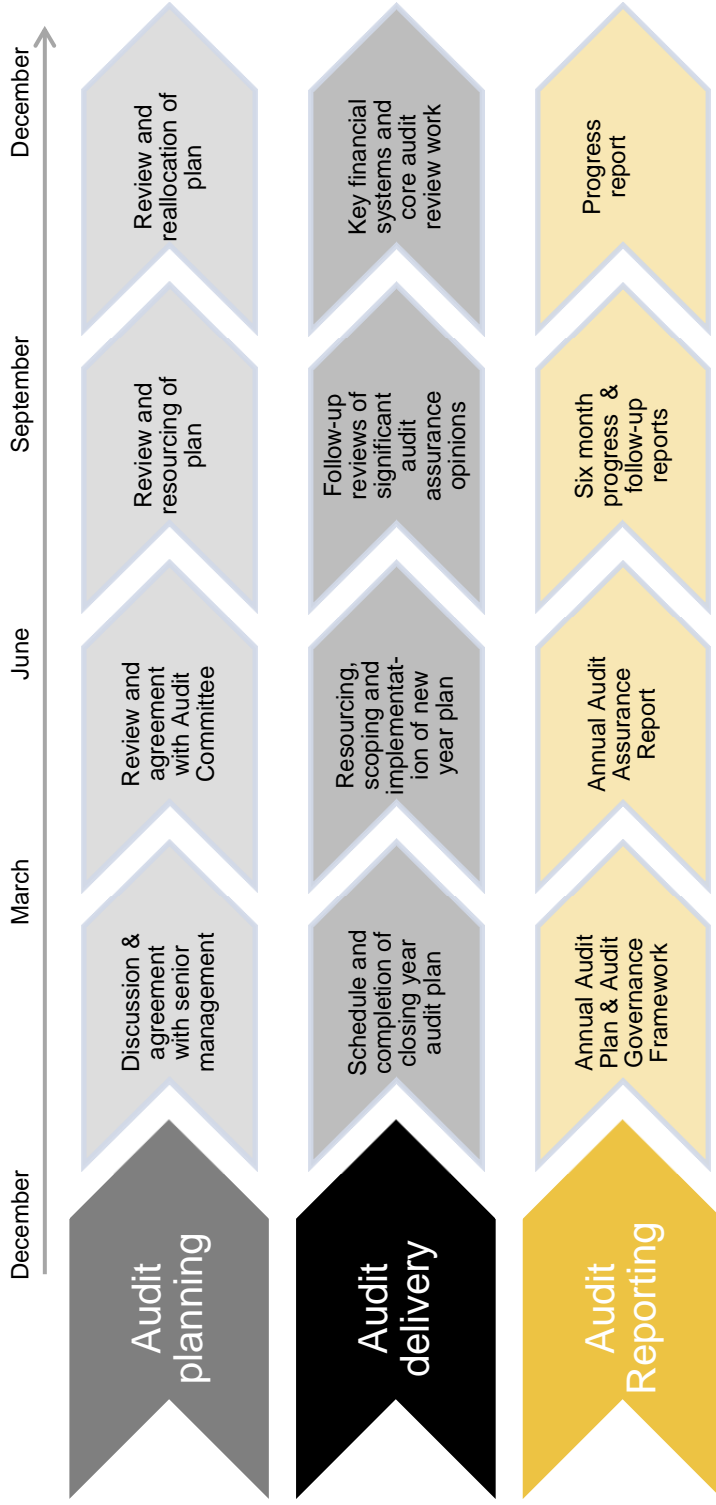 December
March
June
September
December
Audit
planning
Discussion &
agreement
with senior
management
Review and
agreement
with Audit
Committee
Review and
resourcing of
plan
Review and
reallocation of
plan
Audit
delivery
Schedule and
completion of
closing year
audit plan
Resourcing,
scoping and
implementat-
ion of new
year plan
Follow-up
reviews of
significant
audit
assurance
opinions
Key financial
systems and
core audit
review work
Audit
Reporting
Annual Audit
Plan & Audit
Governance
Framework
Annual Audit
Assurance
Report
Six month
progress &
follow-up
reports
Progress
report